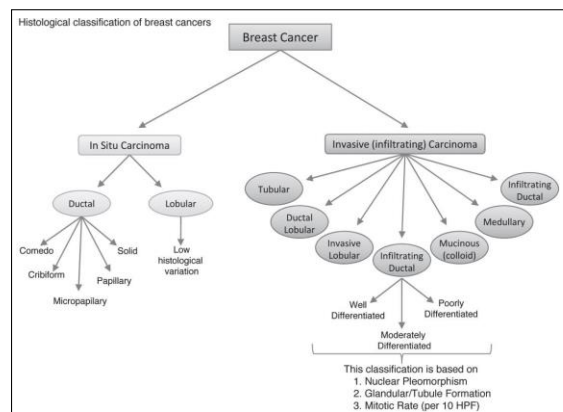 Histological classification of breast cancers
Breast Cancer
In Situ Carcinoma
Invasive (infiltrating) Carcinoma
Ductal
Lobular
Comedo
Cribiform
Micropapilary
Papillary
Solid
Low
histological
variation
Tubular
Ductal
Lobular
Invasive
Lobular
Infiltrating
Ductal
Mucinous
(colloid)
Medullary
Infiltrating
Ductal
Well
Differentiated
Moderately
Differentiated
Poorly
Differentiated
This classification is based on
1. Nuclear Pleomorphism
2. Glandular/Tubule Formation
3. Mitotic Rate (per 10 HPF)